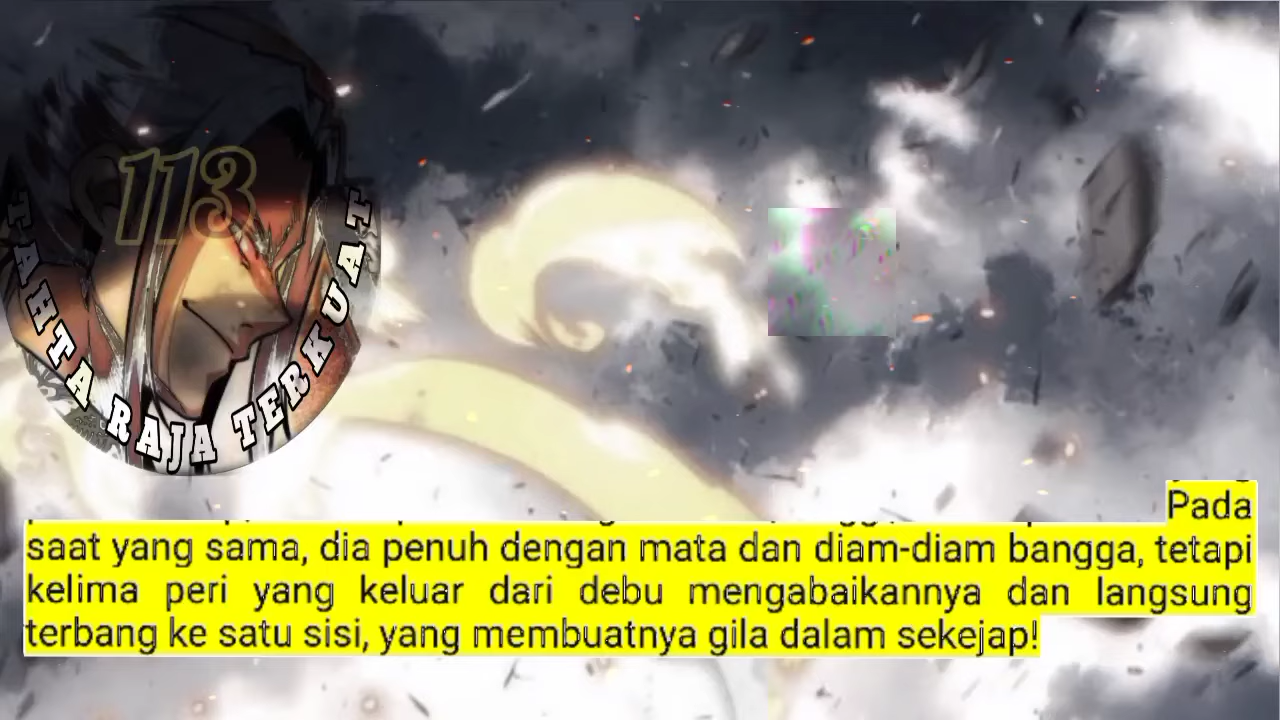 113
TAHTA RAJA TERKUAT
Pada
saat yang sama, dia penuh dengan mata dan diam-diam bangga, tetapi
kelima peri yang keluar dari debu mengabaikannya dan langsung
terbang ke satu sisi, yang membuatnya gila dalam sekejap!